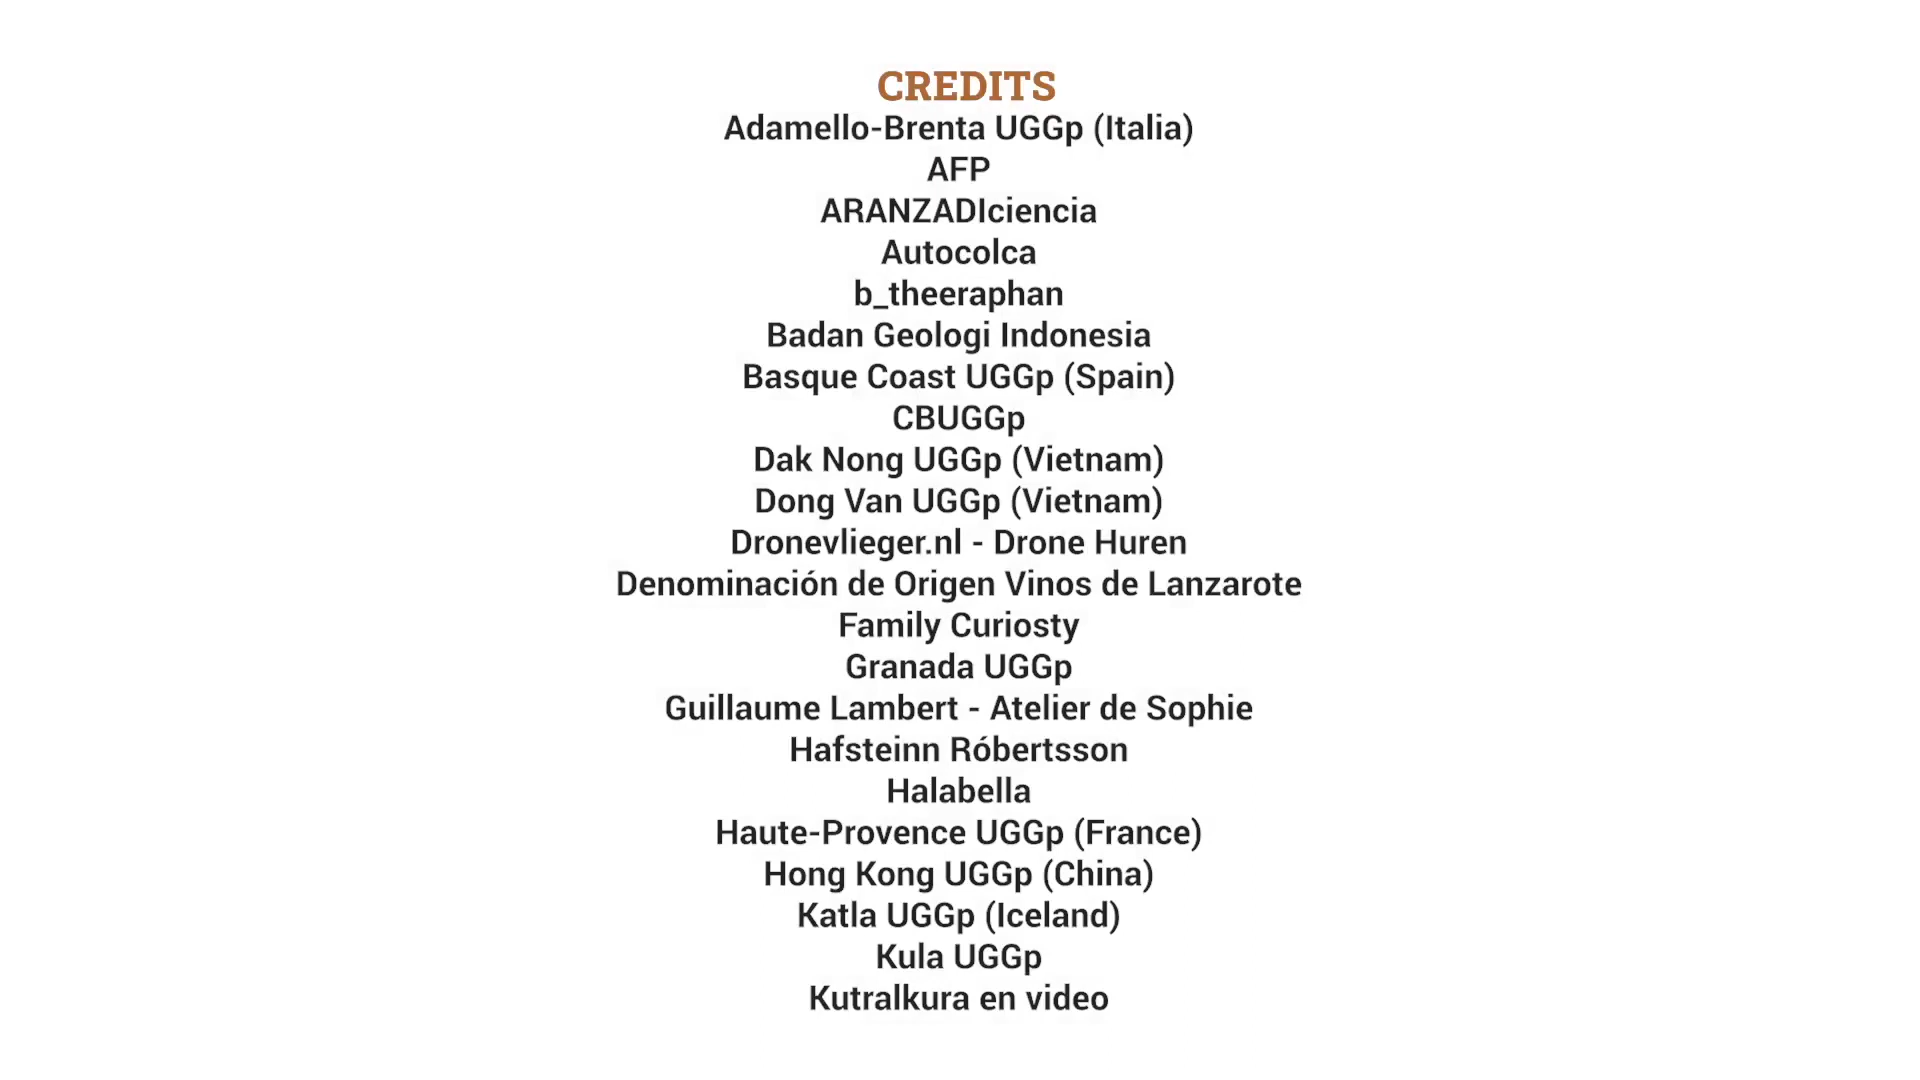 CREDITS
Adamello-Brenta UGGp (Italia)
AFP
ARANZADIciencia
Autocolca
b_theeraphan
Badan Geologi Indonesia
Basque Coast UGGp (Spain)
CBUGGp
Dak Nong UGGp (Vietnam)
Dong Van UGGp (Vietnam)
Dronevlieger.nl - Drone Huren
Denominación de Origen Vinos de Lanzarote
Family Curiosty
Granada UGGp
Guillaume Lambert - Atelier de Sophie
Hafsteinn Róbertsson
Halabella
Haute-Provence UGGp (France)
Hong Kong UGGp (China)
Katla UGGp (Iceland)
Kula UGGp
Kutralkura en video